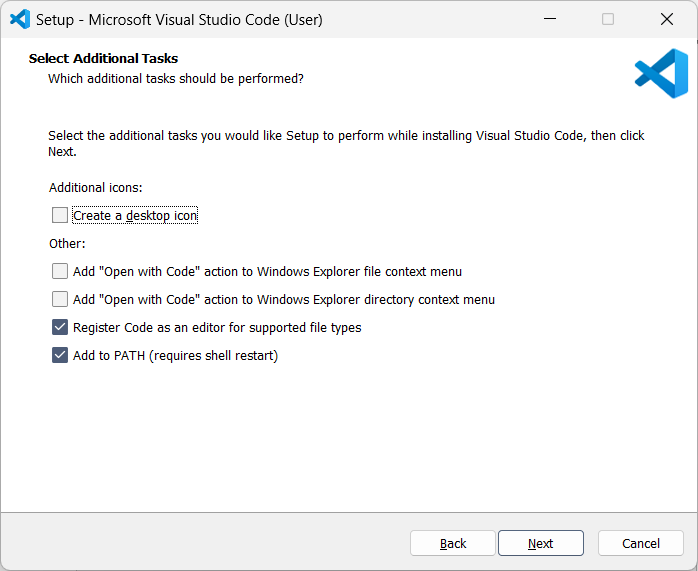 Setup - Microsoft Visual Studio Code (User)
Select Additional Tasks
Which additional tasks should be performed?
Select the additional tasks you would like Setup to perform while installing Visual Studio Code, then click
Next.
Additional icons:
Create a desktop icon
Other:
Add "Open with Code" action to Windows Explorer file context menu
Add "Open with Code" action to Windows Explorer directory context menu
Register Code as an editor for supported file types
Add to PATH (requires shell restart)
Back Next Cancel